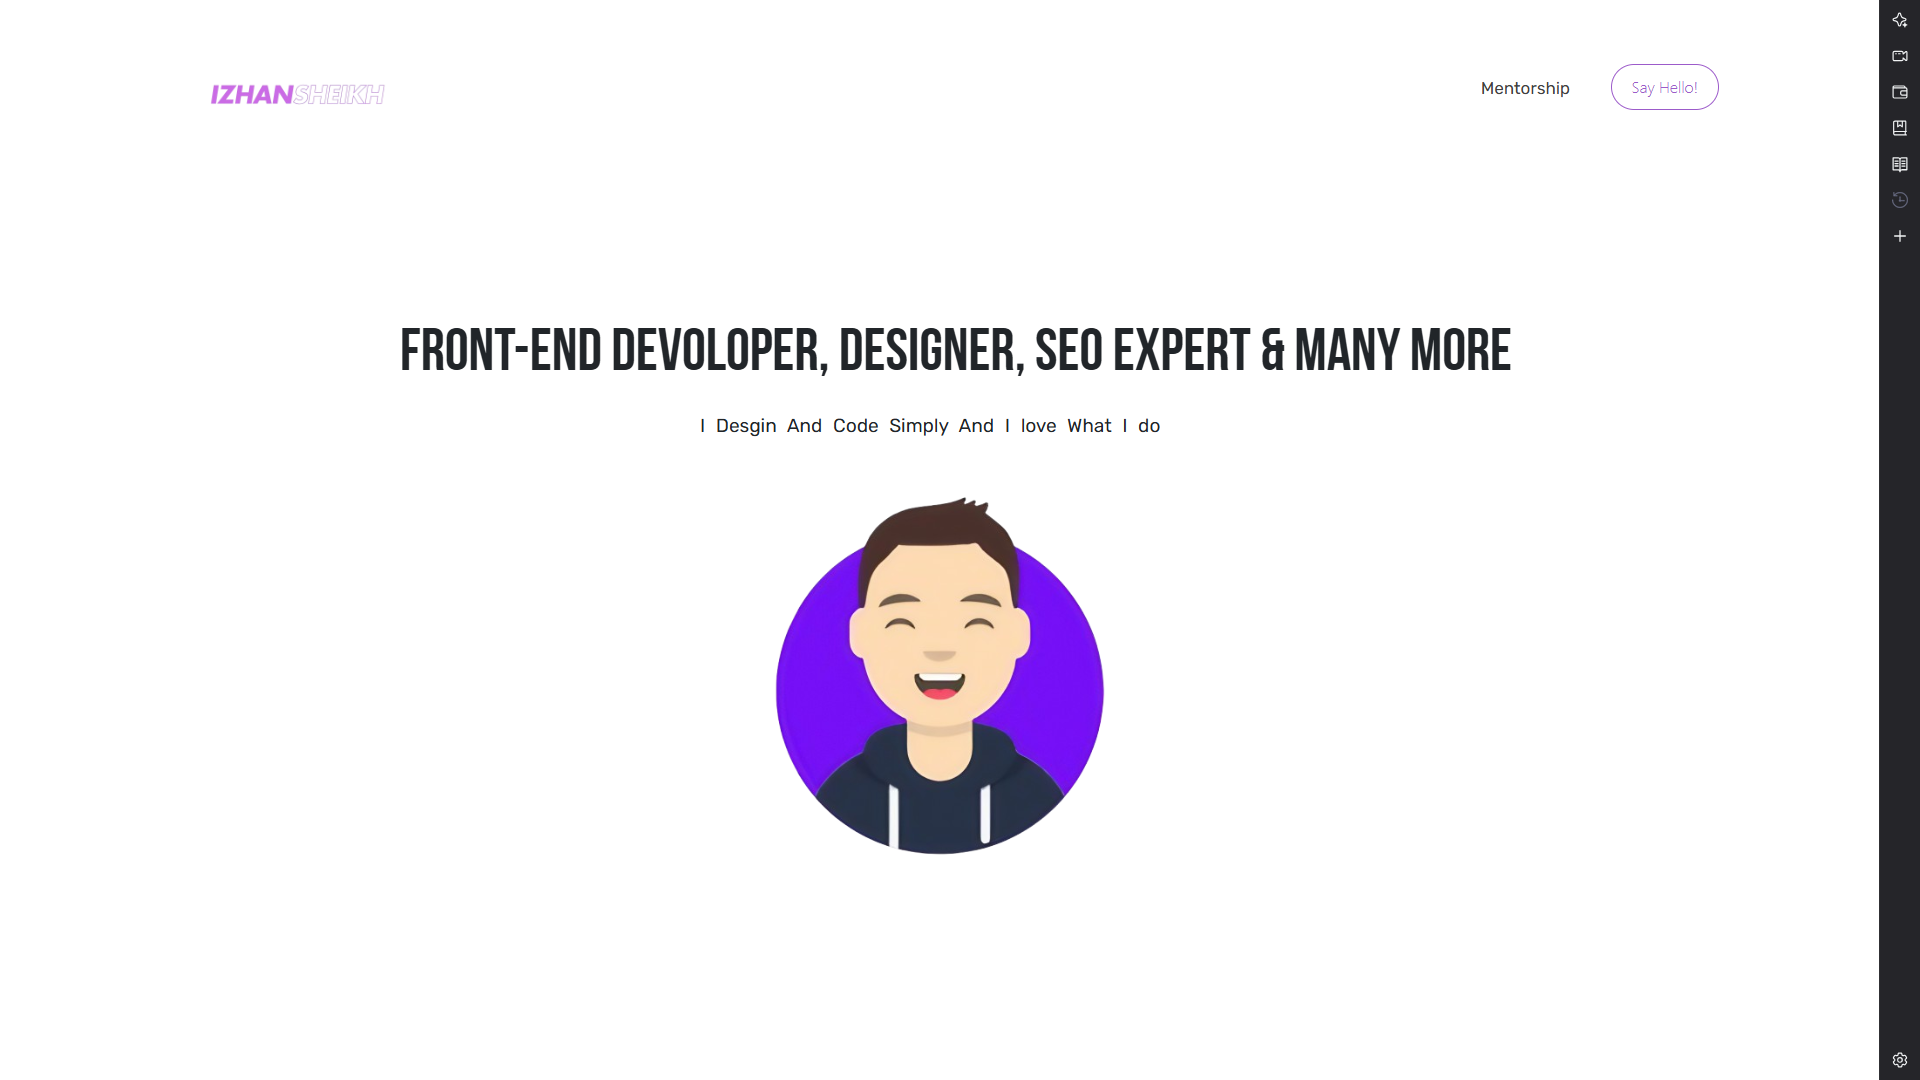 IZHANSHEIKH
Mentorship
Say Hello!
FRONT-END DEVOLOPER, DESIGNER, SEO EXPERT & MANY MORE
I Desgin And Code Simply And I love What I do